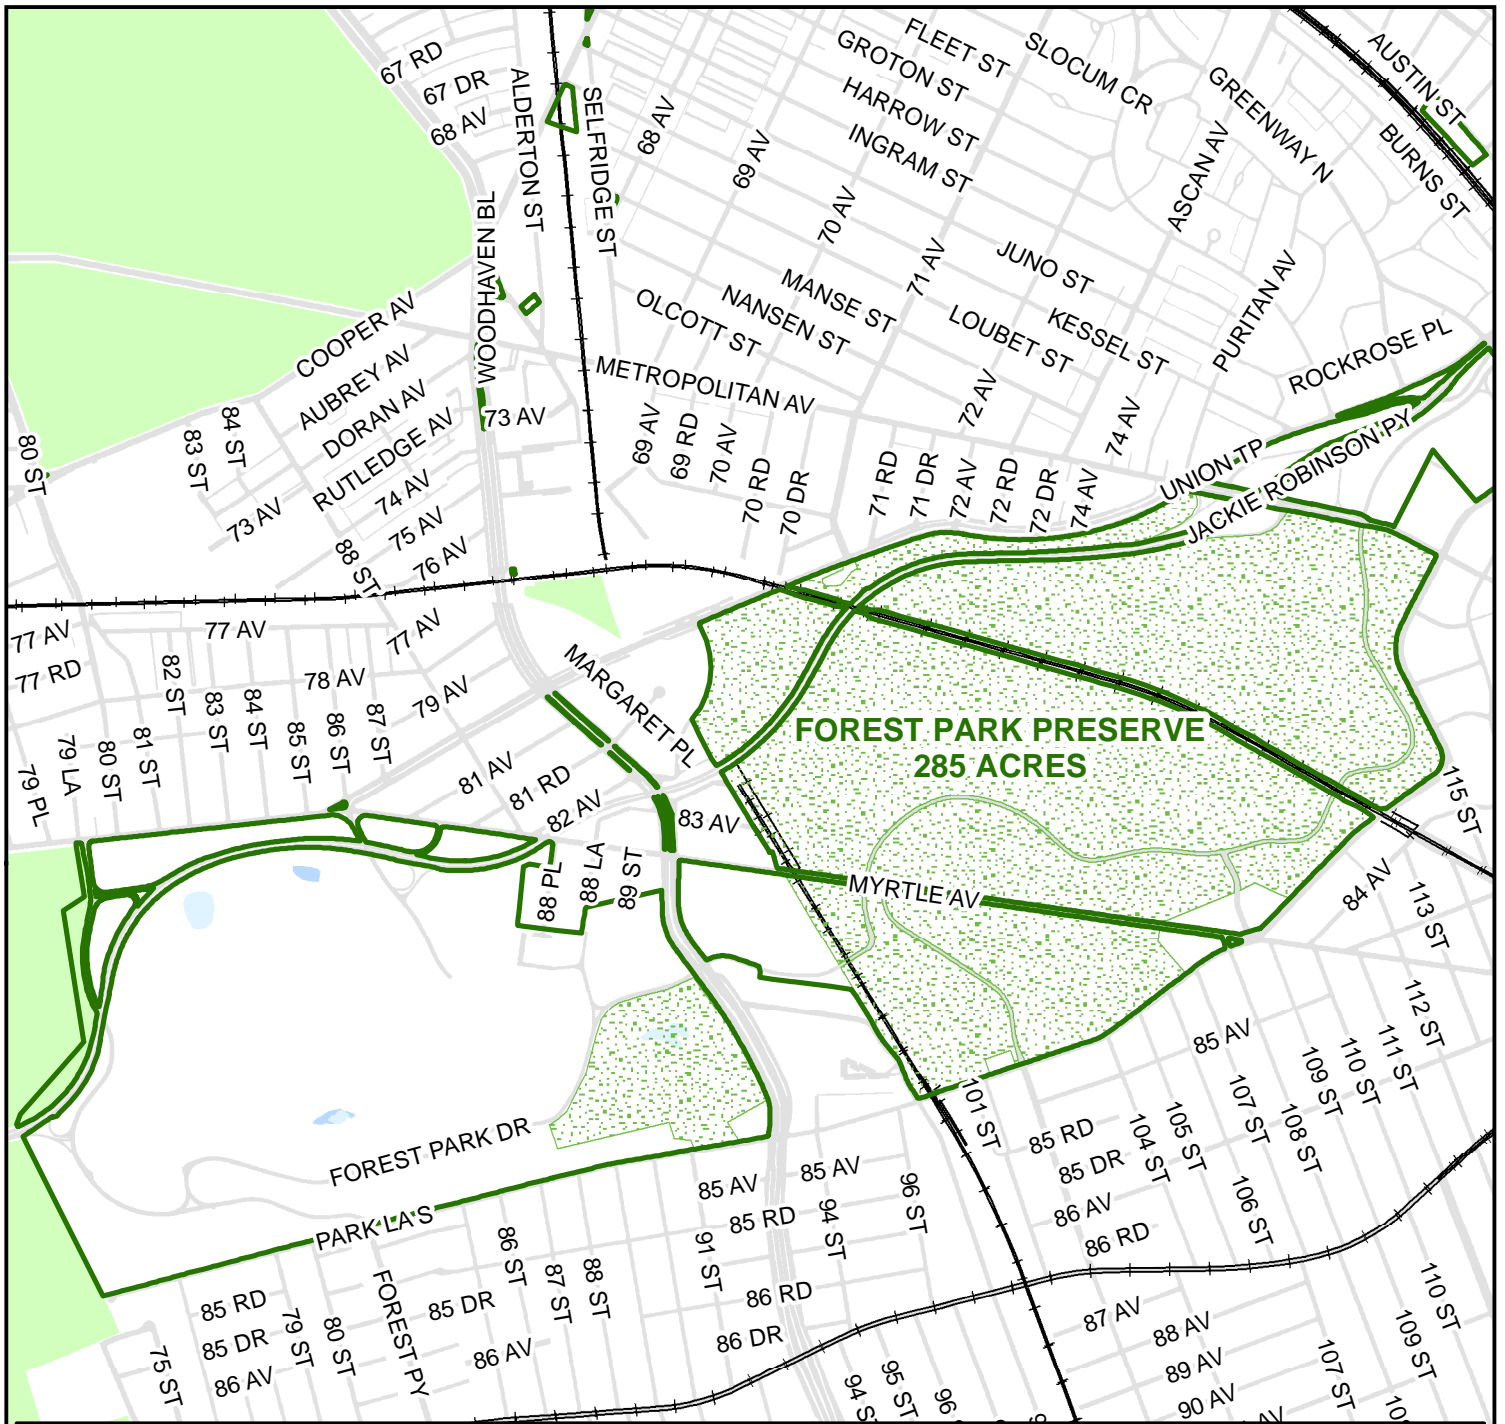 67 RD
67 DR
68 AV
ALDERTON ST
SELFRIDGE ST
68 AV
69 AV
FLEET ST
GROTON ST
HARROW ST
INGRAM ST
SLOCUM CR
GREENWAY N
AUSTIN ST
BURNS ST
ASCAN AV
70 AV
71 AV
JUNO ST
PURITAN AV
WOODHAVEN BL
COOPER AV
AUBREY AV
DORAN AV
RUTLEDGE AV
OLCOTT ST
NANSEN ST
MANSE ST
LOUBET ST
KESSEL ST
ROCKROSE PL
METROPOLITAN AV
73 AV
72 AV
74 AV
80 ST
83 ST
84 ST
73 AV
74 AV
75 AV
76 AV
88 ST
69 AV
69 RD
70 AV
70 RD
70 DR
71 RD
71 DR
72 AV
72 RD
72 DR
74 AV
UNION TP
JACKIE ROBINSON PY
77 AV
77 AV
77 AV
77 RD
78 AV
79 AV
82 ST
83 ST
84 ST
85 ST
86 ST
87 ST
79 PL
79 LA
80 ST
81 ST
MARGARET PL
FOREST PARK PRESERVE
285 ACRES
81 AV
81 RD
82 AV
83 AV
115 ST
88 PL
88 LA
89 ST
MYRTLE AV
84 AV
113 ST
112 ST
111 ST
110 ST
109 ST
85 AV
107 ST
108 ST
101 ST
85 RD
85 DR
104 ST
105 ST
106 ST
86 AV
86 RD
FOREST PARK DR
PARK LA S
85 AV
85 AV
85 RD
94 ST
96 ST
91 ST
86 ST
87 ST
88 ST
85 RD
85 DR
86 AV
75 ST
79 ST
80 ST
FOREST PY
85 DR
86 AV
86 RD
86 DR
94 S
95 ST
96
87 AV
88 AV
89 AV
90 AV
AV
107 ST
109 ST
110 ST
10
9